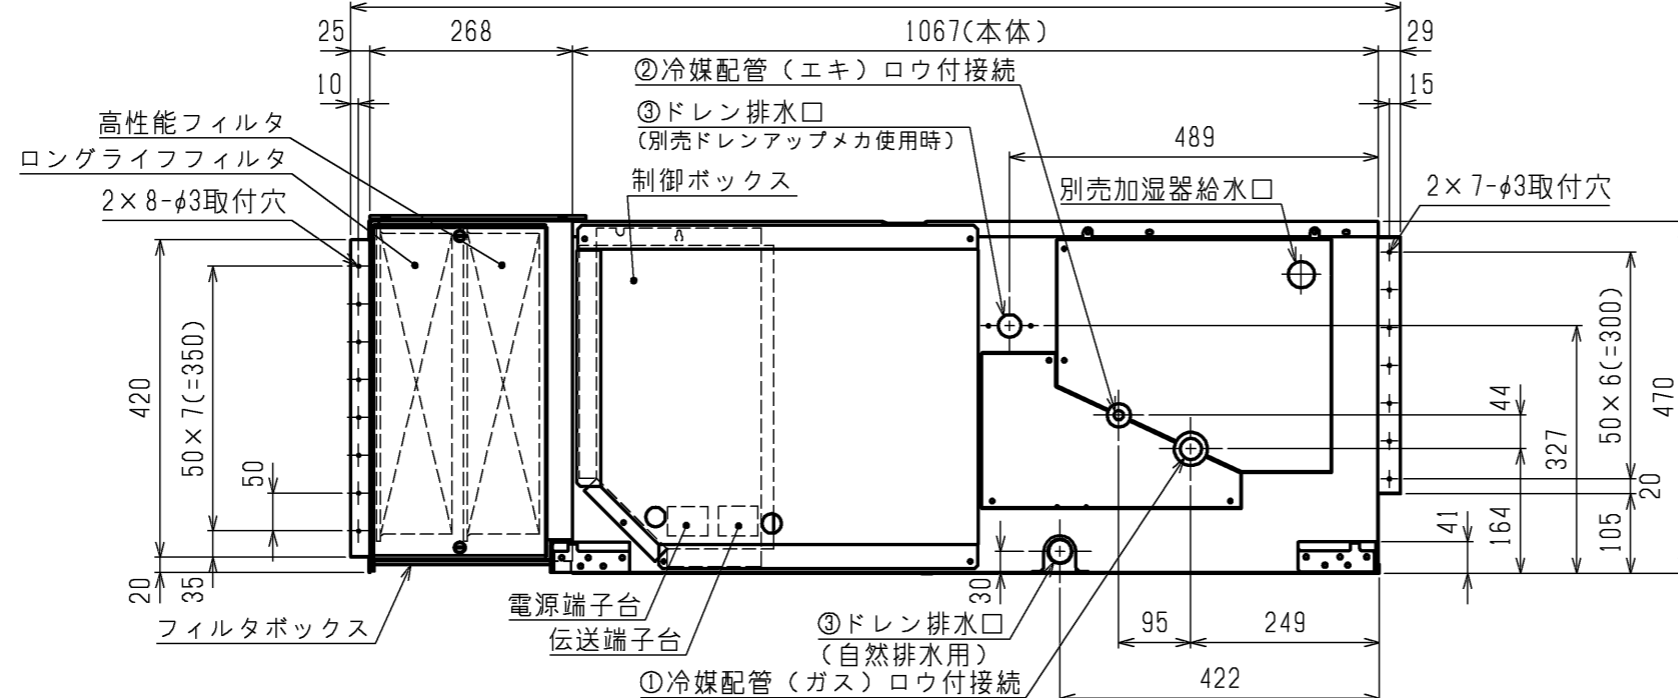 25
268
1067(本体)
29
②冷媒配管（エキ）ロウ付接続
10
15
③ドレン排水口
(別売ドレンアップメカ使用時)
高性能フィルタ
489
ロングライフフィルタ
制御ボックス
別売加湿器給水口
2×8-φ3取付穴
2×7-φ3取付穴
420
50×7(=350)
50
20
35
44
327
164
41
50×6(=300)
20
105
470
30
電源端子台
伝送端子台
フィルタボックス
③ドレン排水口
（自然排水用）
95
249
①冷媒配管（ガス）ロウ付接続
422